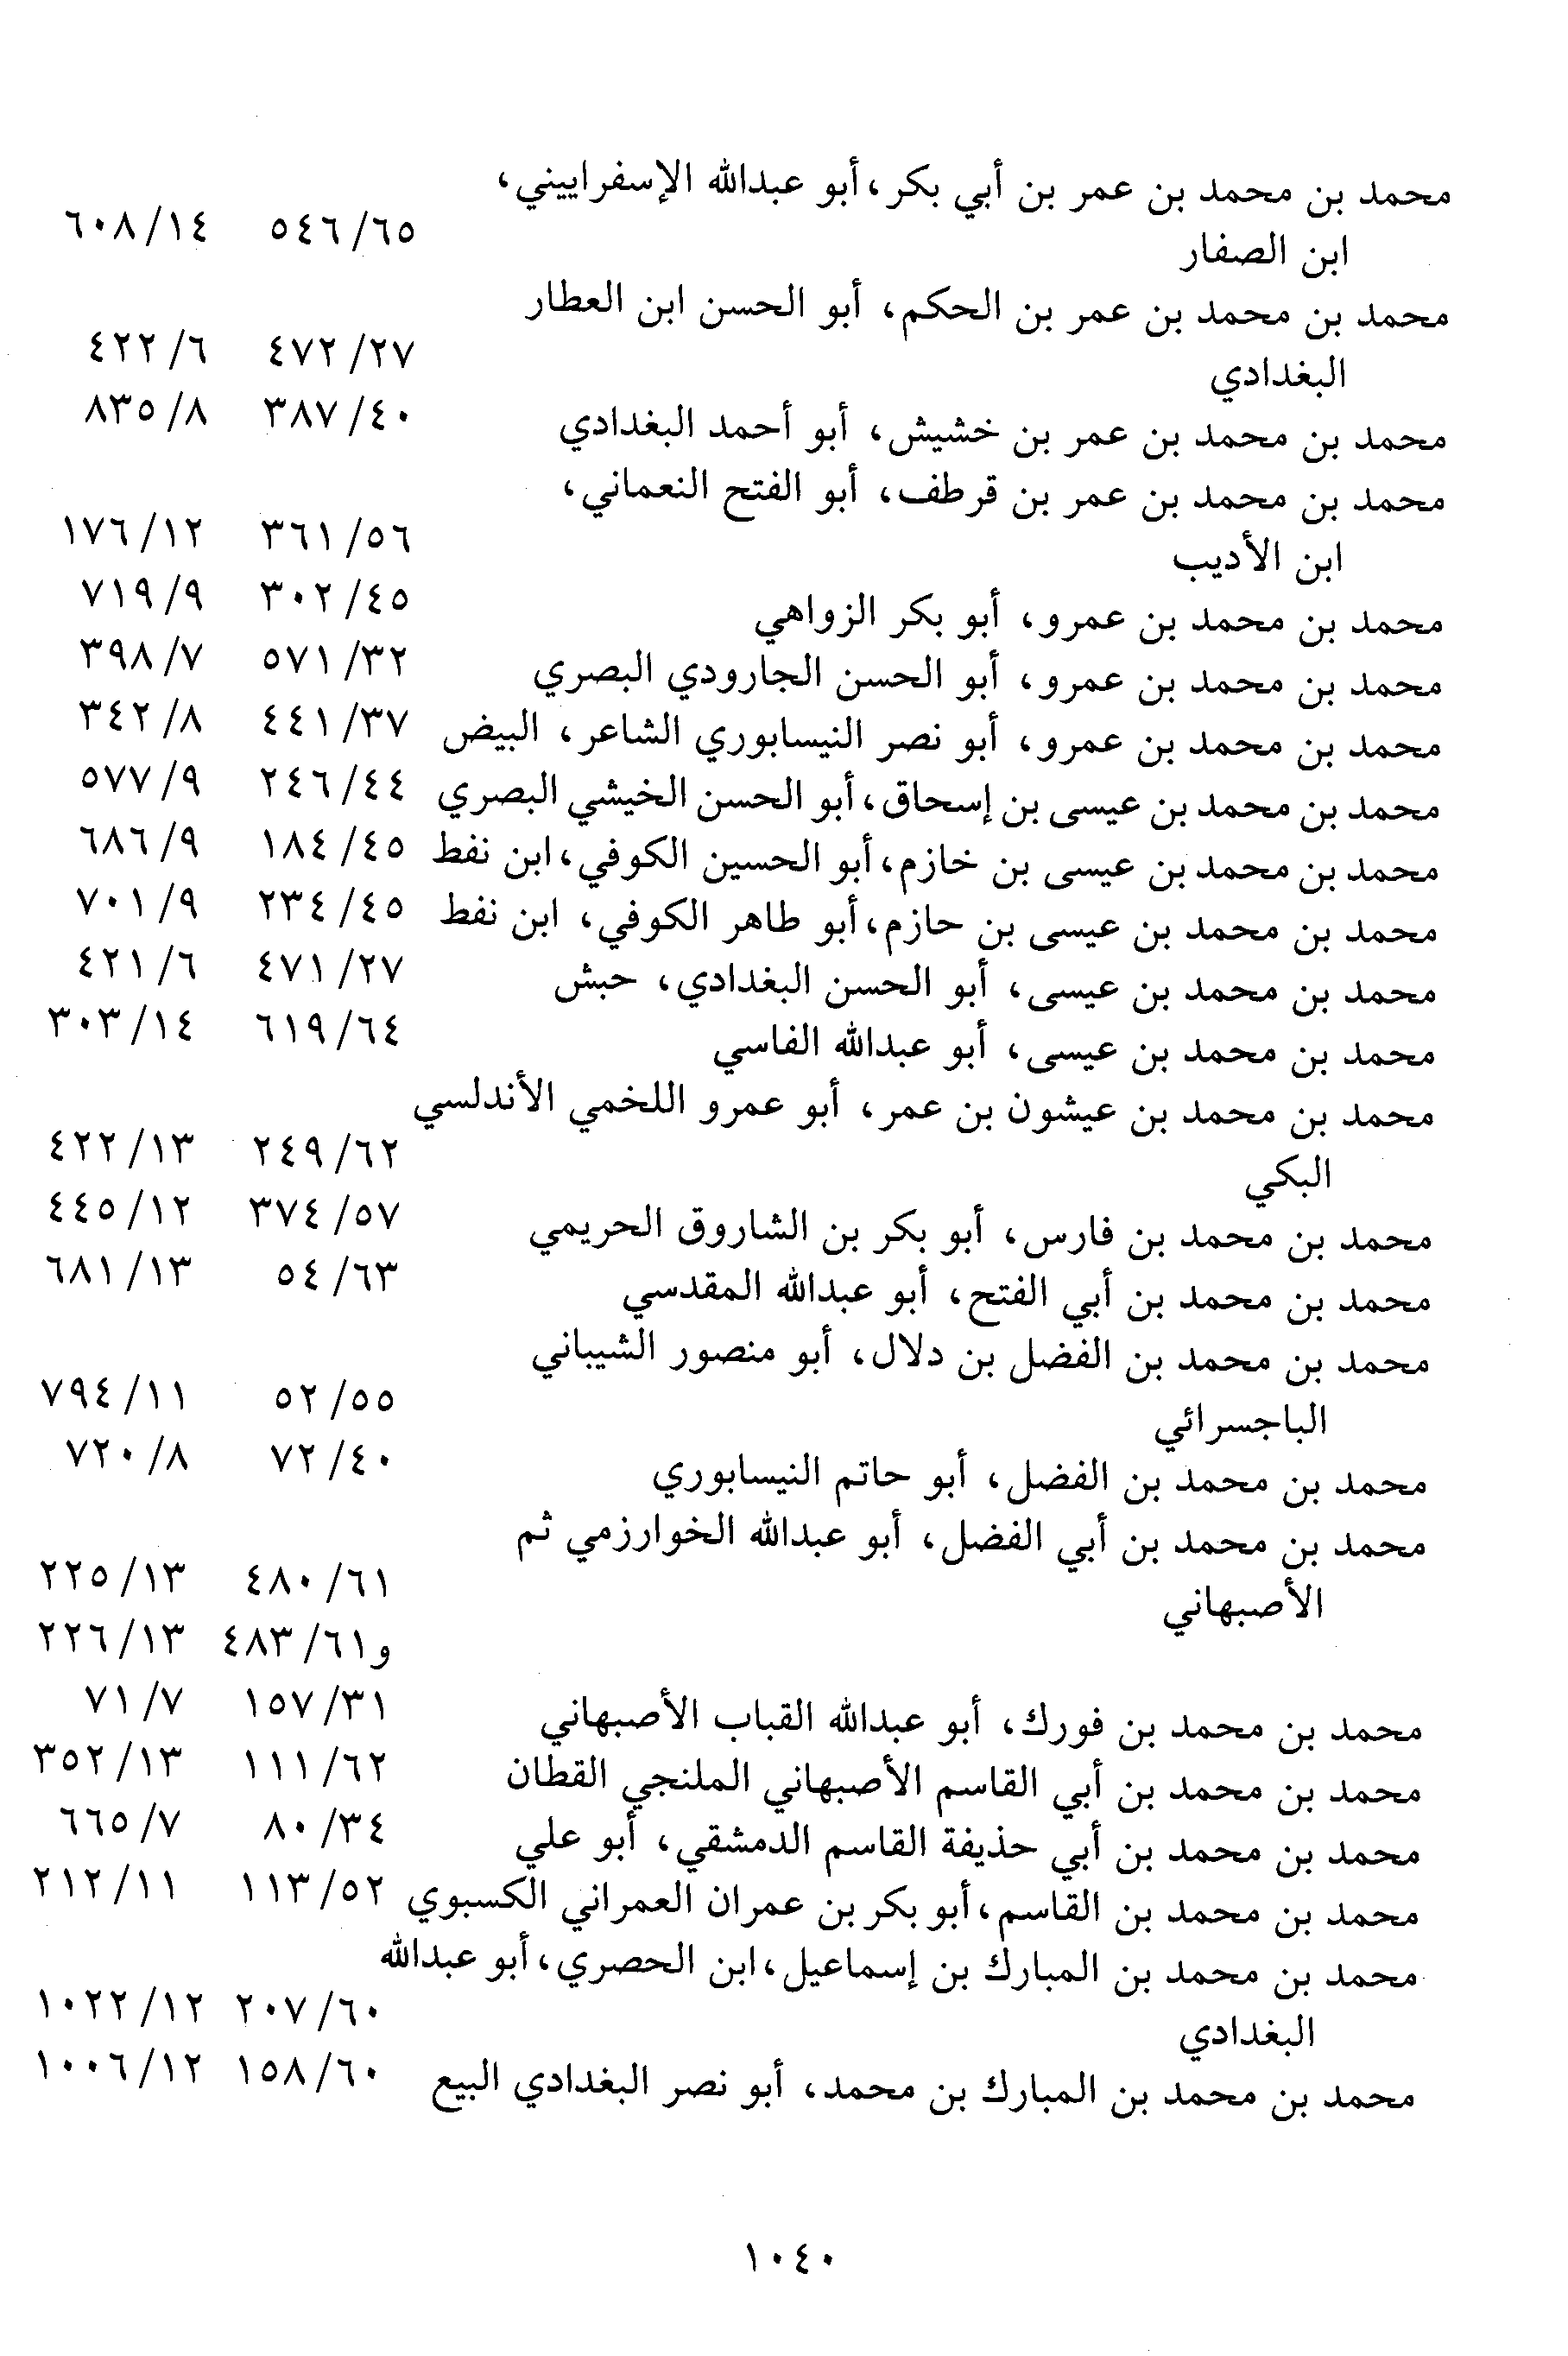 محمد بن محمد بن عمر بن أبي بكر، أبو عبدالله الإسفراييني،
ابن الصفار ٥٤٦/٦٥ ٦٠٨/١٤
محمد بن محمد بن عمر بن الحكم، أبو الحسن ابن العطار
البغدادي ٤٧٢/٢٧ ٤٢٢/٦
محمد بن محمد بن عمر بن خشيش، أبو أحمد البغدادي ٣٨٧/٤٠ ٨٣٥/٨
محمد بن محمد بن عمر بن قرطف، أبو الفتح النعماني،
ابن الأديب ٣٦١/٥٦ ١٧٦/١٢
محمد بن محمد بن عمرو، أبو بكر الزواهي ٣٠٢/٤٥ ٧١٩/٩
محمد بن محمد بن عمرو، أبو الحسن الجارودي البصري ٥٧١/٣٢ ٣٩٨/٧
محمد بن محمد بن عمرو، أبو نصر النيسابوري الشاعر، البيض ٤٤١/٣٧ ٣٤٢/٨
محمد بن محمد بن عيسى بن إسحاق، أبو الحسن الخيشي البصري ٢٤٦/٤٤ ٥٧٧/٩
محمد بن محمد بن عيسى بن خازم، أبو الحسين الكوفي، ابن نفط ١٨٤/٤٥ ٦٨٦/٩
محمد بن محمد بن عيسى بن حازم، أبو طاهر الكوفي، ابن نفط ٢٣٤/٤٥ ٧٠١/٩
محمد بن محمد بن عيسى، أبو الحسن البغدادي، حبش ٤٧١/٢٧ ٤٢١/٦
محمد بن محمد بن عيسى، أبو عبدالله الفاسي ٦١٩/٦٤ ٣٠٣/١٤
محمد بن محمد بن عيشون بن عمر، أبو عمرو اللخمي الأندلسي
البكي ٢٤٩/٦٢ ٤٢٢/١٣
محمد بن محمد بن فارس، أبو بكر بن الشاروق الحريمي ٣٧٤/٥٧ ٤٤٥/١٢
محمد بن محمد بن أبي الفتح، أبو عبدالله المقدسي ٥٤/٦٣ ٦٨١/١٣
محمد بن محمد بن الفضل بن دلال، أبو منصور الشيباني
الباجسرائي ٥٢/٥٥ ٧٩٤/١١
محمد بن محمد بن الفضل، أبو حاتم النيسابوري ٧٢/٤٠ ٧٢٠/٨
محمد بن محمد بن أبي الفضل، أبو عبدالله الخوارزمي ثم
الأصبهاني ٤٨٠/٦١ ٢٢٥/١٣
و٤٨٣/٦١ ٢٢٦/١٣
محمد بن محمد بن فورك، أبو عبدالله القباب الأصبهاني ١٥٧/٣١ ٧١/٧
محمد بن محمد بن أبي القاسم الأصبهاني الملنجي القطان ١١١/٦٢ ٣٥٢/١٣
محمد بن محمد بن أبي حذيفة القاسم الدمشقي، أبو علي ٨٠/٣٤ ٦٦٥/٧
محمد بن محمد بن القاسم، أبو بكر بن عمران العمراني الكسبوي ١١٣/٥٢ ٢١٢/١١
محمد بن محمد بن المبارك بن إسماعيل، ابن الحصري، أبو عبدالله
البغدادي ٢٠٧/٦٠ ١٠٢٢/١٢
محمد بن محمد بن المبارك بن محمد، أبو نصر البغدادي البيع ١٥٨/٦٠ ١٠٠٦/١٢
١٠٤٠